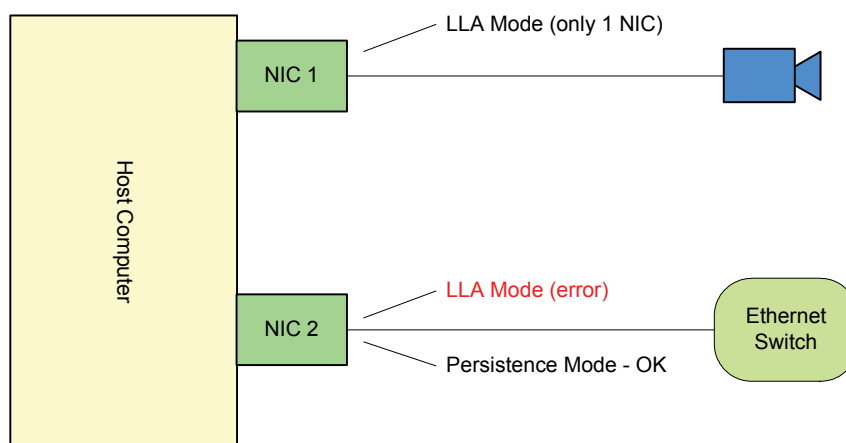 LLA Mode (only 1 NIC)
NIC 1
Host Computer
LLA Mode (error)
NIC 2
Ethernet
Switch
Persistence Mode - OK